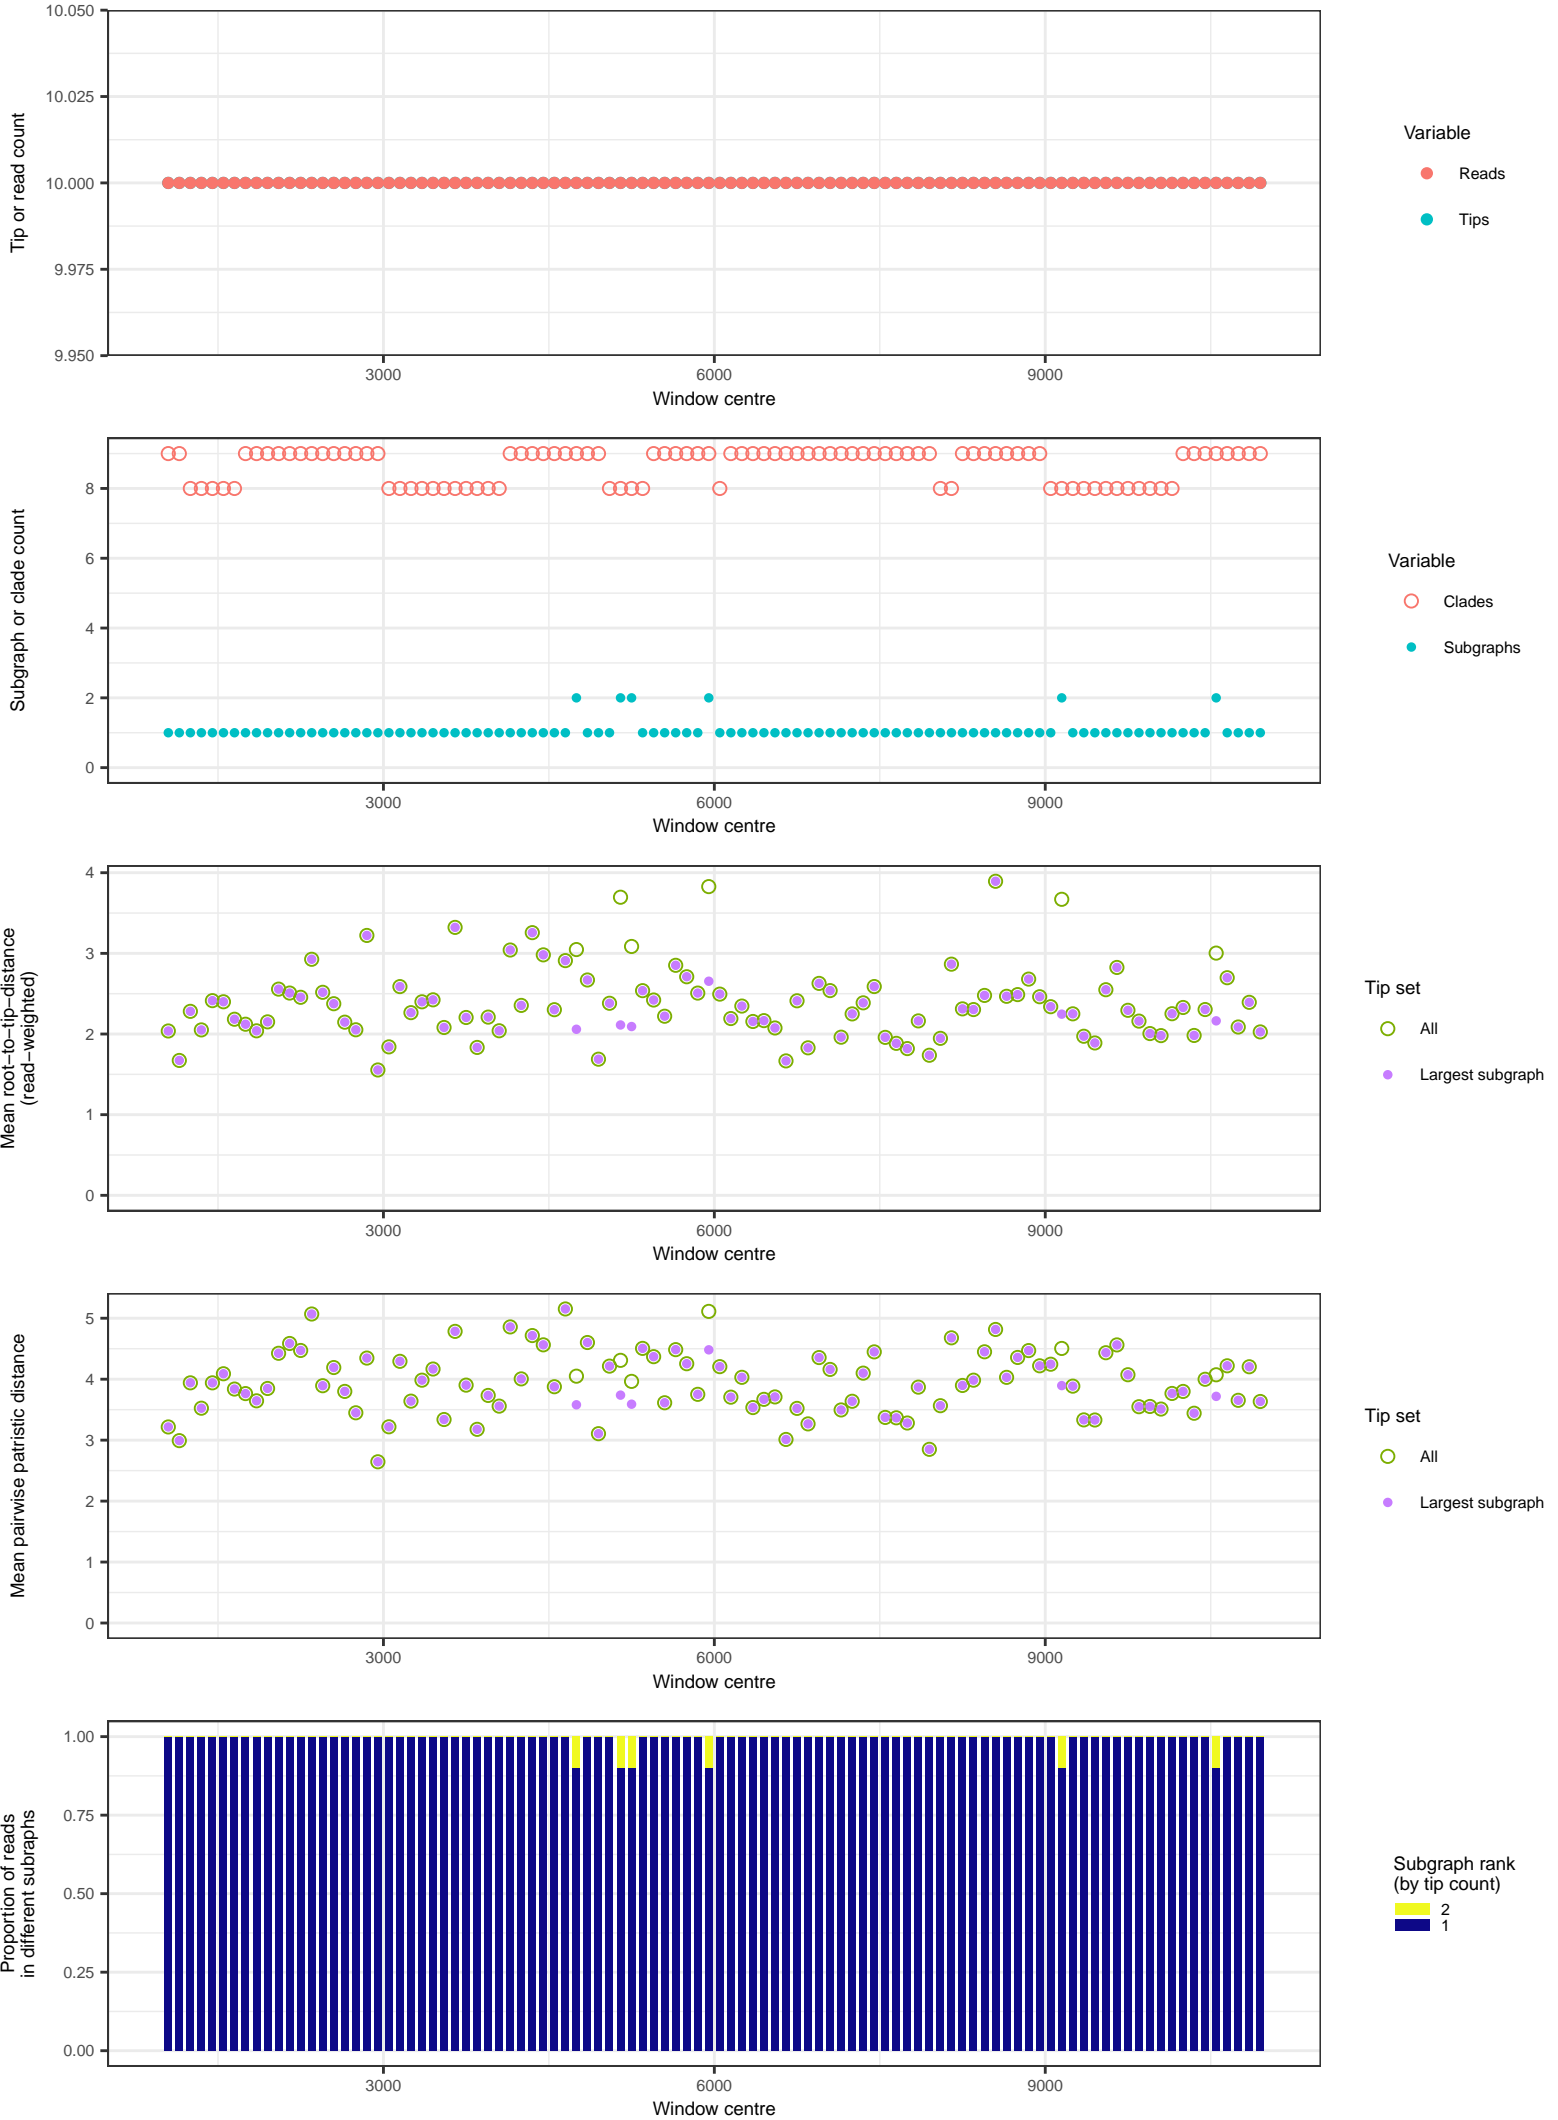 10.050
10.025
10.000
9.975
9.950
Tip or read count
3000
6000
9000
Window centre
Variable
Reads
Tips
8
6
4
2
0
Subgraph or clade count
3000
6000
9000
Window centre
Variable
Clades
Subgraphs
4
3
2
1
0
Mean root−to−tip−distance
(read−weighted)
3000
6000
9000
Window centre
Tip set
All
Largest subgraph
5
4
3
2
1
0
Mean pairwise patristic distance
3000
6000
9000
Window centre
Tip set
All
Largest subgraph
1.00
0.75
0.50
0.25
0.00
Proportion of reads
in different subraphs
3000
6000
9000
Window centre
Subgraph rank
(by tip count)
2
1